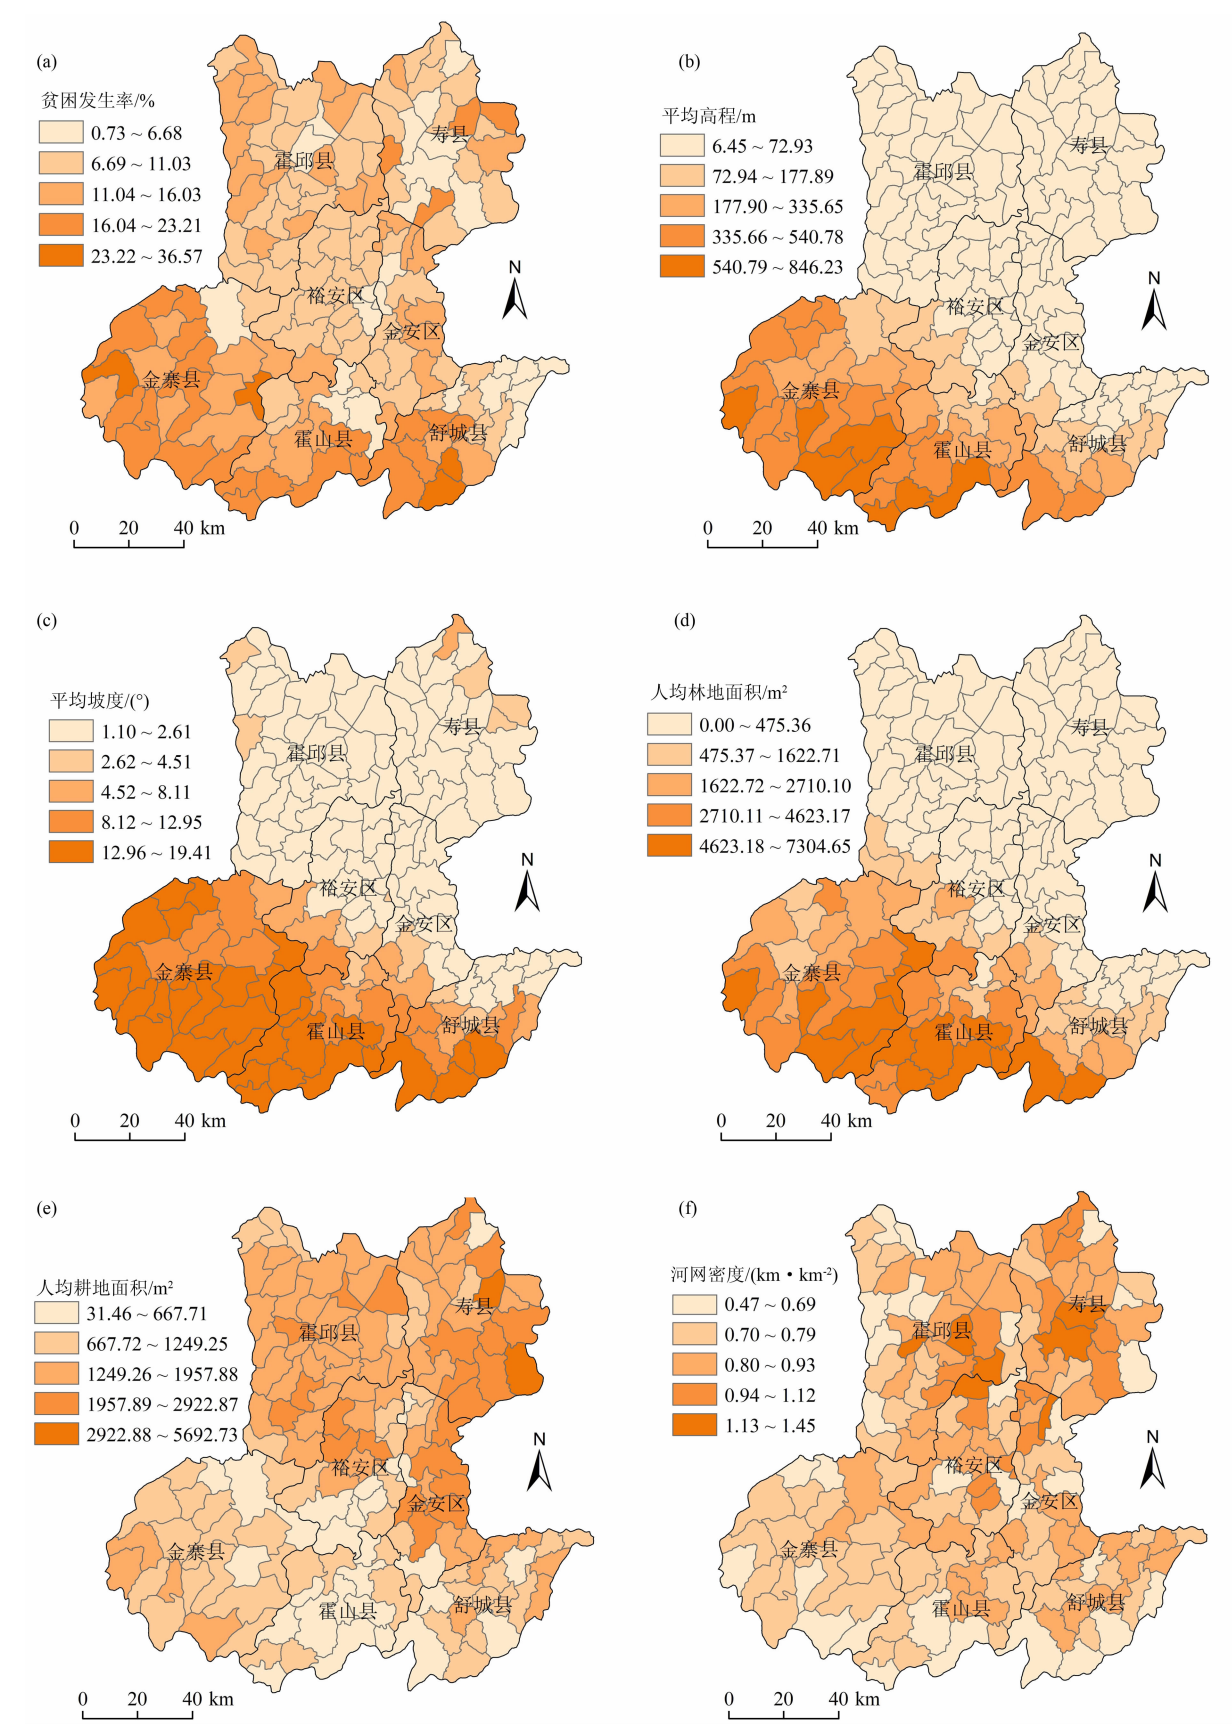 (a)
贫困发生率/%
0.73 ~ 6.68
6.69 ~ 11.03
11.04 ~ 16.03
16.04 ~ 23.21
23.22 ~ 36.57
寿县
霍邱县
裕安区
金安区
金寨县
霍山县
舒城县
N
0 20 40 km
(b)
平均高程/m
6.45 ~ 72.93
72.94 ~ 177.89
177.90 ~ 335.65
335.66 ~ 540.78
540.79 ~ 846.23
寿县
霍邱县
裕安区
金安区
金寨县
霍山县
舒城县
N
0 20 40 km
(c)
平均坡度/(°)
1.10 ~ 2.61
2.62 ~ 4.51
4.52 ~ 8.11
8.12 ~ 12.95
12.96 ~ 19.41
寿县
霍邱县
裕安区
金安区
金寨县
霍山县
舒城县
N
0 20 40 km
(d)
人均林地面积/m²
0.00 ~ 475.36
475.37 ~ 1622.71
1622.72 ~ 2710.10
2710.11 ~ 4623.17
4623.18 ~ 7304.65
寿县
霍邱县
裕安区
金安区
金寨县
霍山县
舒城县
N
0 20 40 km
(e)
人均耕地面积/m²
31.46 ~ 667.71
667.72 ~ 1249.25
1249.26 ~ 1957.88
1957.89 ~ 2922.87
2922.88 ~ 5692.73
寿县
霍邱县
裕安区
金安区
金寨县
霍山县
舒城县
N
0 20 40 km
(f)
河网密度/(km·km⁻²)
0.47 ~ 0.69
0.70 ~ 0.79
0.80 ~ 0.93
0.94 ~ 1.12
1.13 ~ 1.45
寿县
霍邱县
裕安区
金安区
金寨县
霍山县
舒城县
N
0 20 40 km